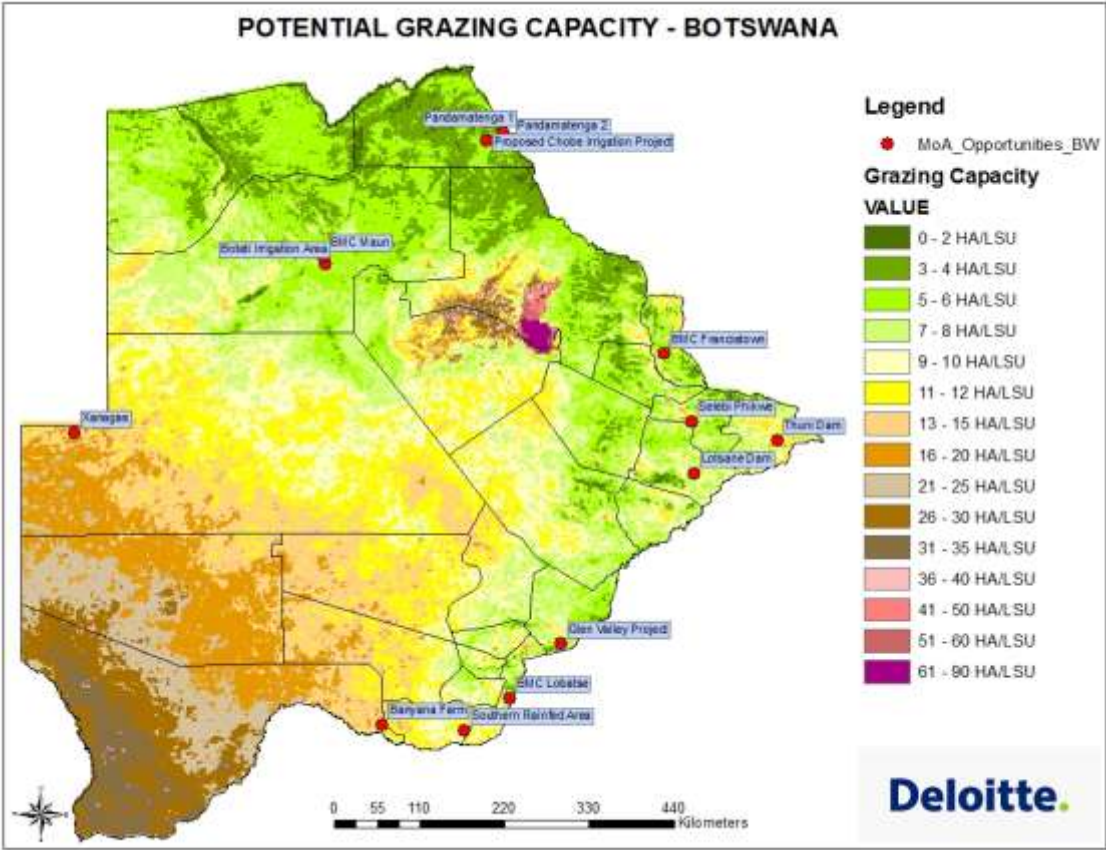 POTENTIAL GRAZING CAPACITY - BOTSWANA
Pandamatenga 1
Pandamatenga 2
Proposed Chobe Irrigation Project
BMC Maun
Boteti Irrigation Area
BMC Francistown
Selebi Phikwe
Thuni Dam
Lotsane Dam
Xanagas
Glen Valley Project
BMC Lobatse
Banyana Farm
Southern Rainfed Area
Legend
MoA_Opportunities_BW
Grazing Capacity
VALUE
0 - 2 HA/LSU
3 - 4 HA/LSU
5 - 6 HA/LSU
7 - 8 HA/LSU
9 - 10 HA/LSU
11 - 12 HA/LSU
13 - 15 HA/LSU
16 - 20 HA/LSU
21 - 25 HA/LSU
26 - 30 HA/LSU
31 - 35 HA/LSU
36 - 40 HA/LSU
41 - 50 HA/LSU
51 - 60 HA/LSU
61 - 90 HA/LSU
0 55 110 220 330 440
Kilometers
Deloitte.